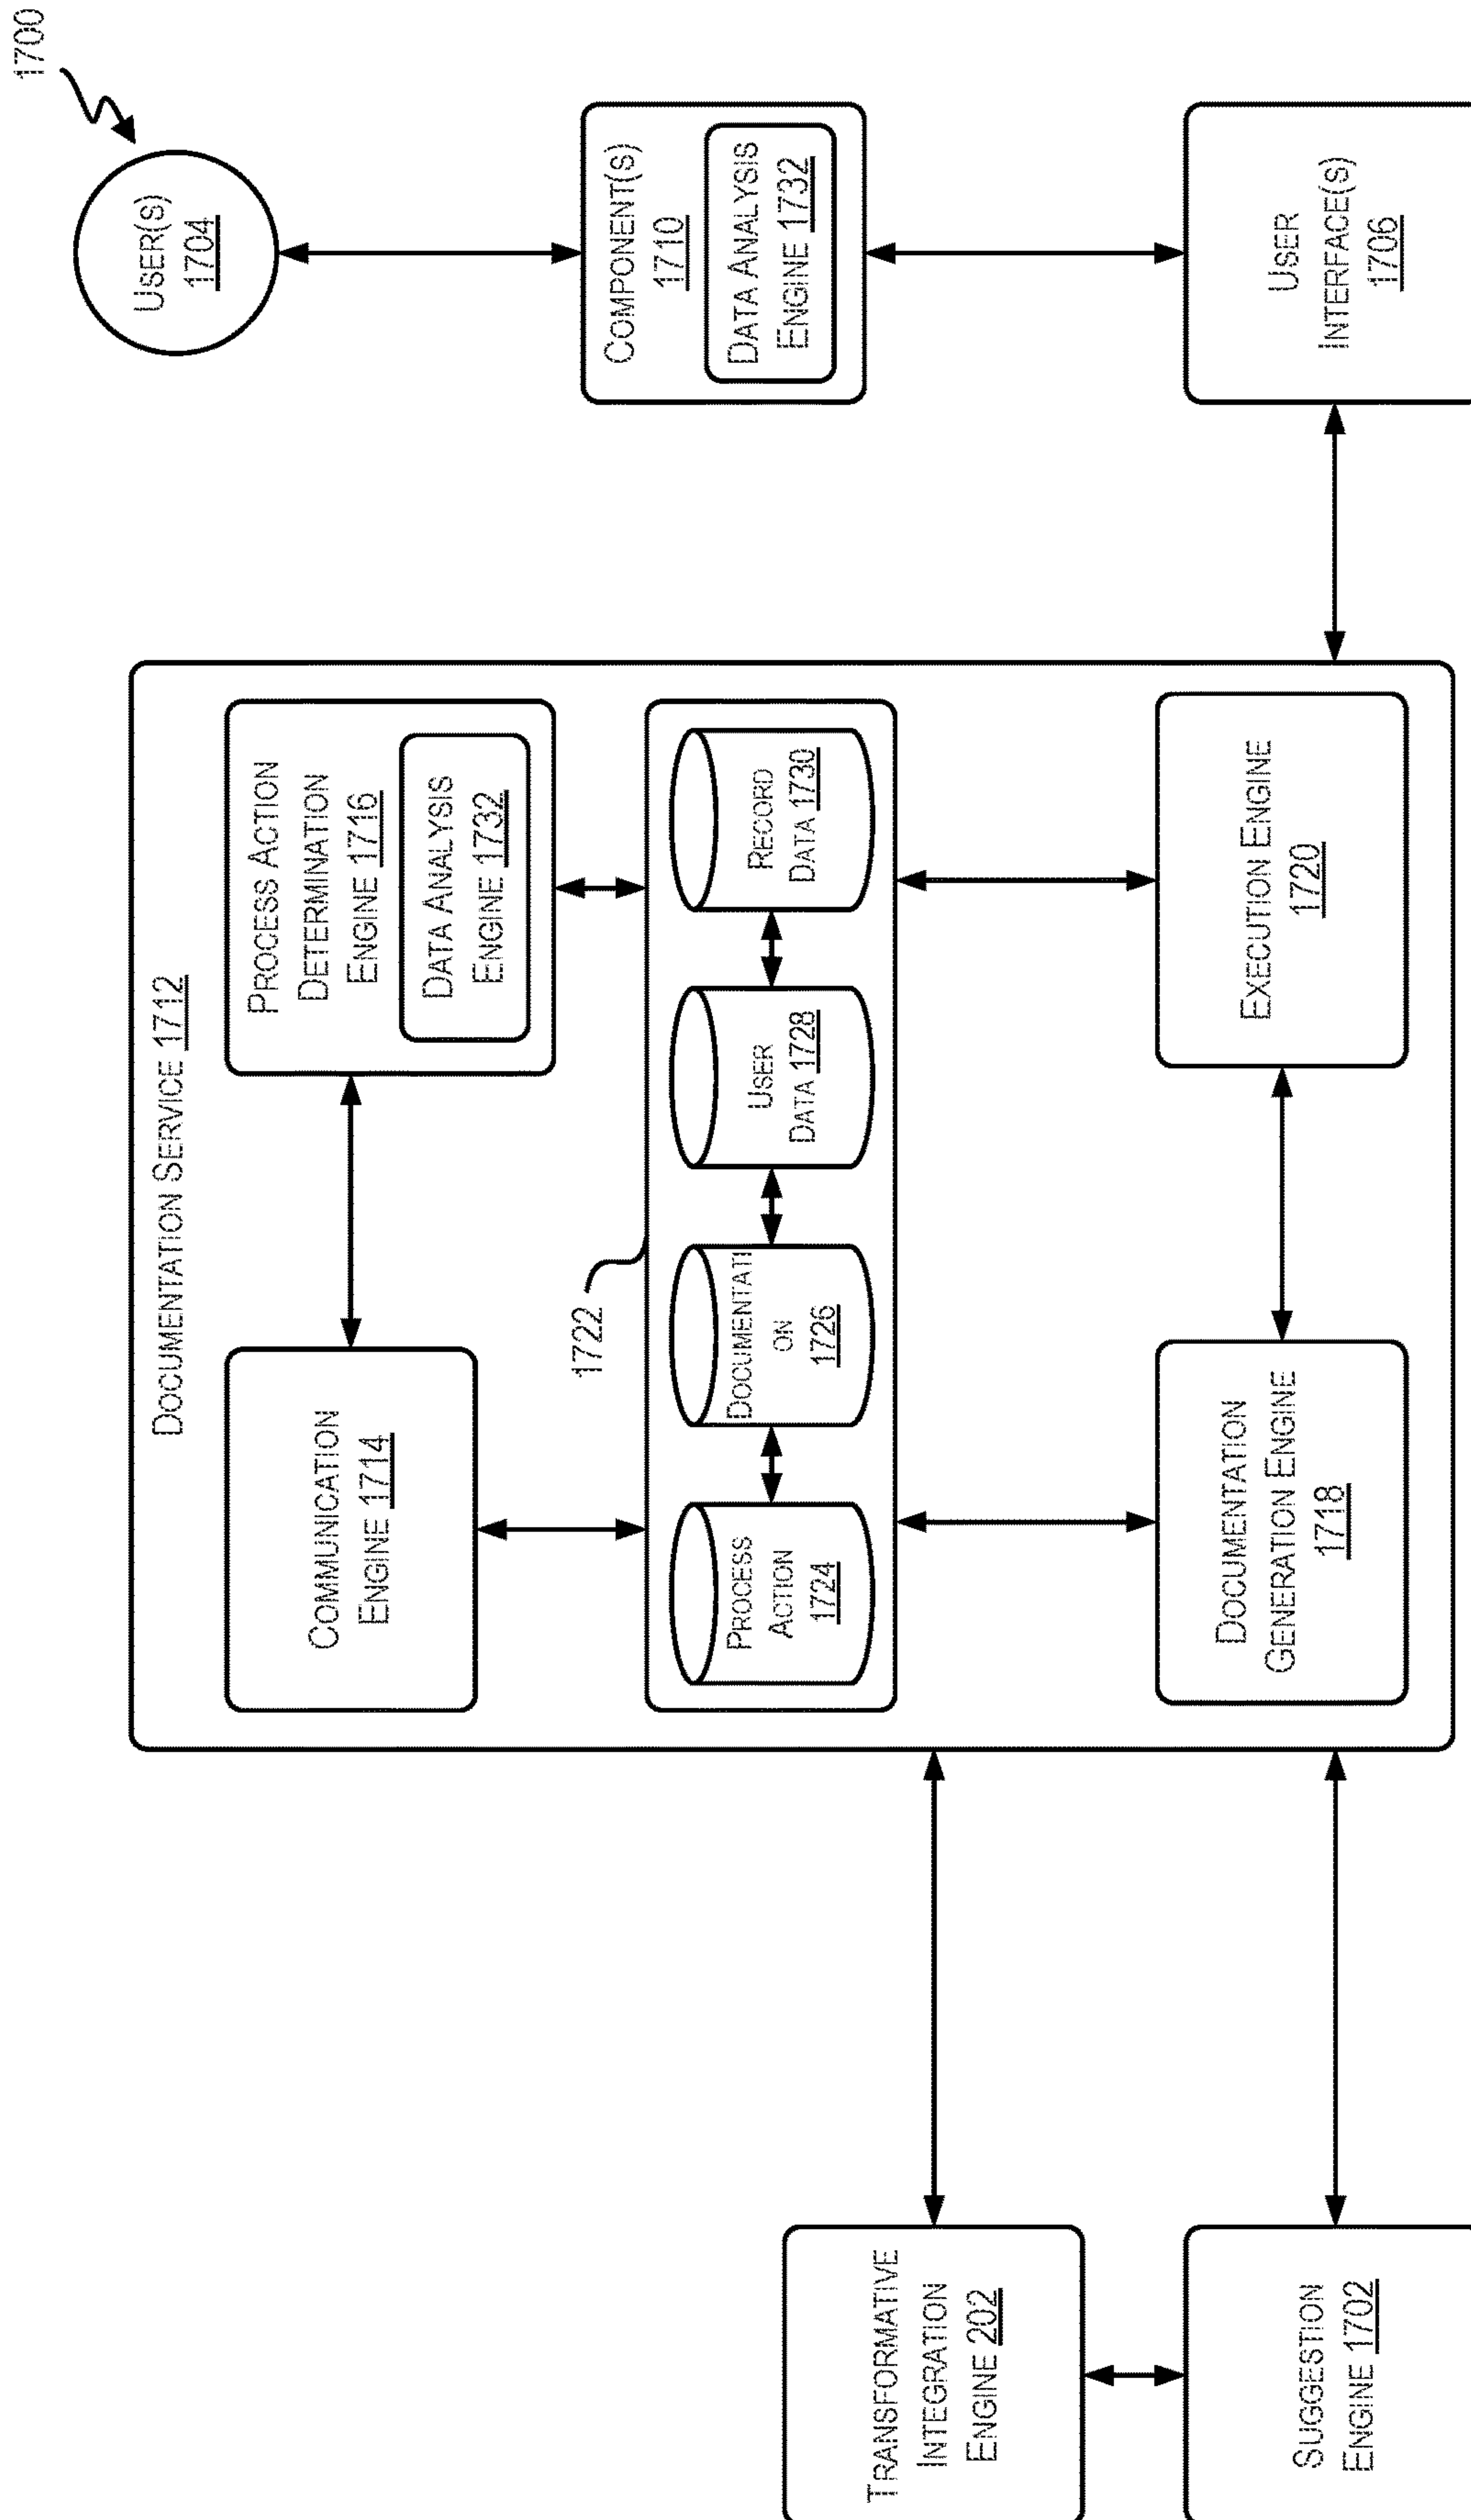 1700
USER(S)
1704
COMPONENT(S)
1710
DATA ANALYSIS
ENGINE 1732
USER
INTERFACE(S)
1706
DOCUMENTATION SERVICE 1712
COMMUNICATION
ENGINE 1714
PROCESS ACTION
DETERMINATION
ENGINE 1716
DATA ANALYSIS
ENGINE 1732
1722
PROCESS
ACTION
1724
DOCUMENTATI
ON
1726
USER
DATA 1728
RECORD
DATA 1730
DOCUMENTATION
GENERATION ENGINE
1718
EXECUTION ENGINE
1720
TRANSFORMATIVE
INTEGRATION
ENGINE 202
SUGGESTION
ENGINE 1702